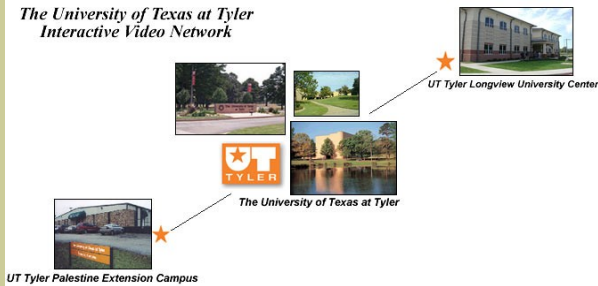 The University of Texas at Tyler
Interactive Video Network
UT Tyler Longview University Center
UT
TYLER
The University of Texas at Tyler
UT Tyler Palestine Extension Campus